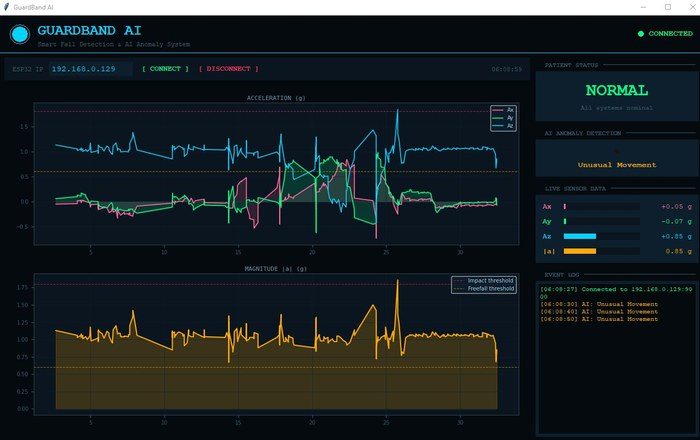 GuardBand AI
GUARDBAND AI
Smart Fall Detection & AI Anomaly System
CONNECTED
ESP32 IP 192.168.0.129 [ CONNECT ] [ DISCONNECT ] 06:08:59
ACCELERATION (g)
Ax
Ay
Az
1.5
1.0
0.5
0.0
-0.5
5 10 15 20 25 30
MAGNITUDE |a| (g)
Impact threshold
Freefall threshold
1.75
1.50
1.25
1.00
0.75
0.50
0.25
0.00
5 10 15 20 25 30
PATIENT STATUS
NORMAL
All systems nominal
AI ANOMALY DETECTION
Unusual Movement
LIVE SENSOR DATA
Ax +0.05 g
Ay -0.07 g
Az +0.85 g
|a| 0.85 g
EVENT LOG
[06:08:27] Connected to 192.168.0.129:90
00
[06:08:30] AI: Unusual Movement
[06:08:40] AI: Unusual Movement
[06:08:50] AI: Unusual Movement